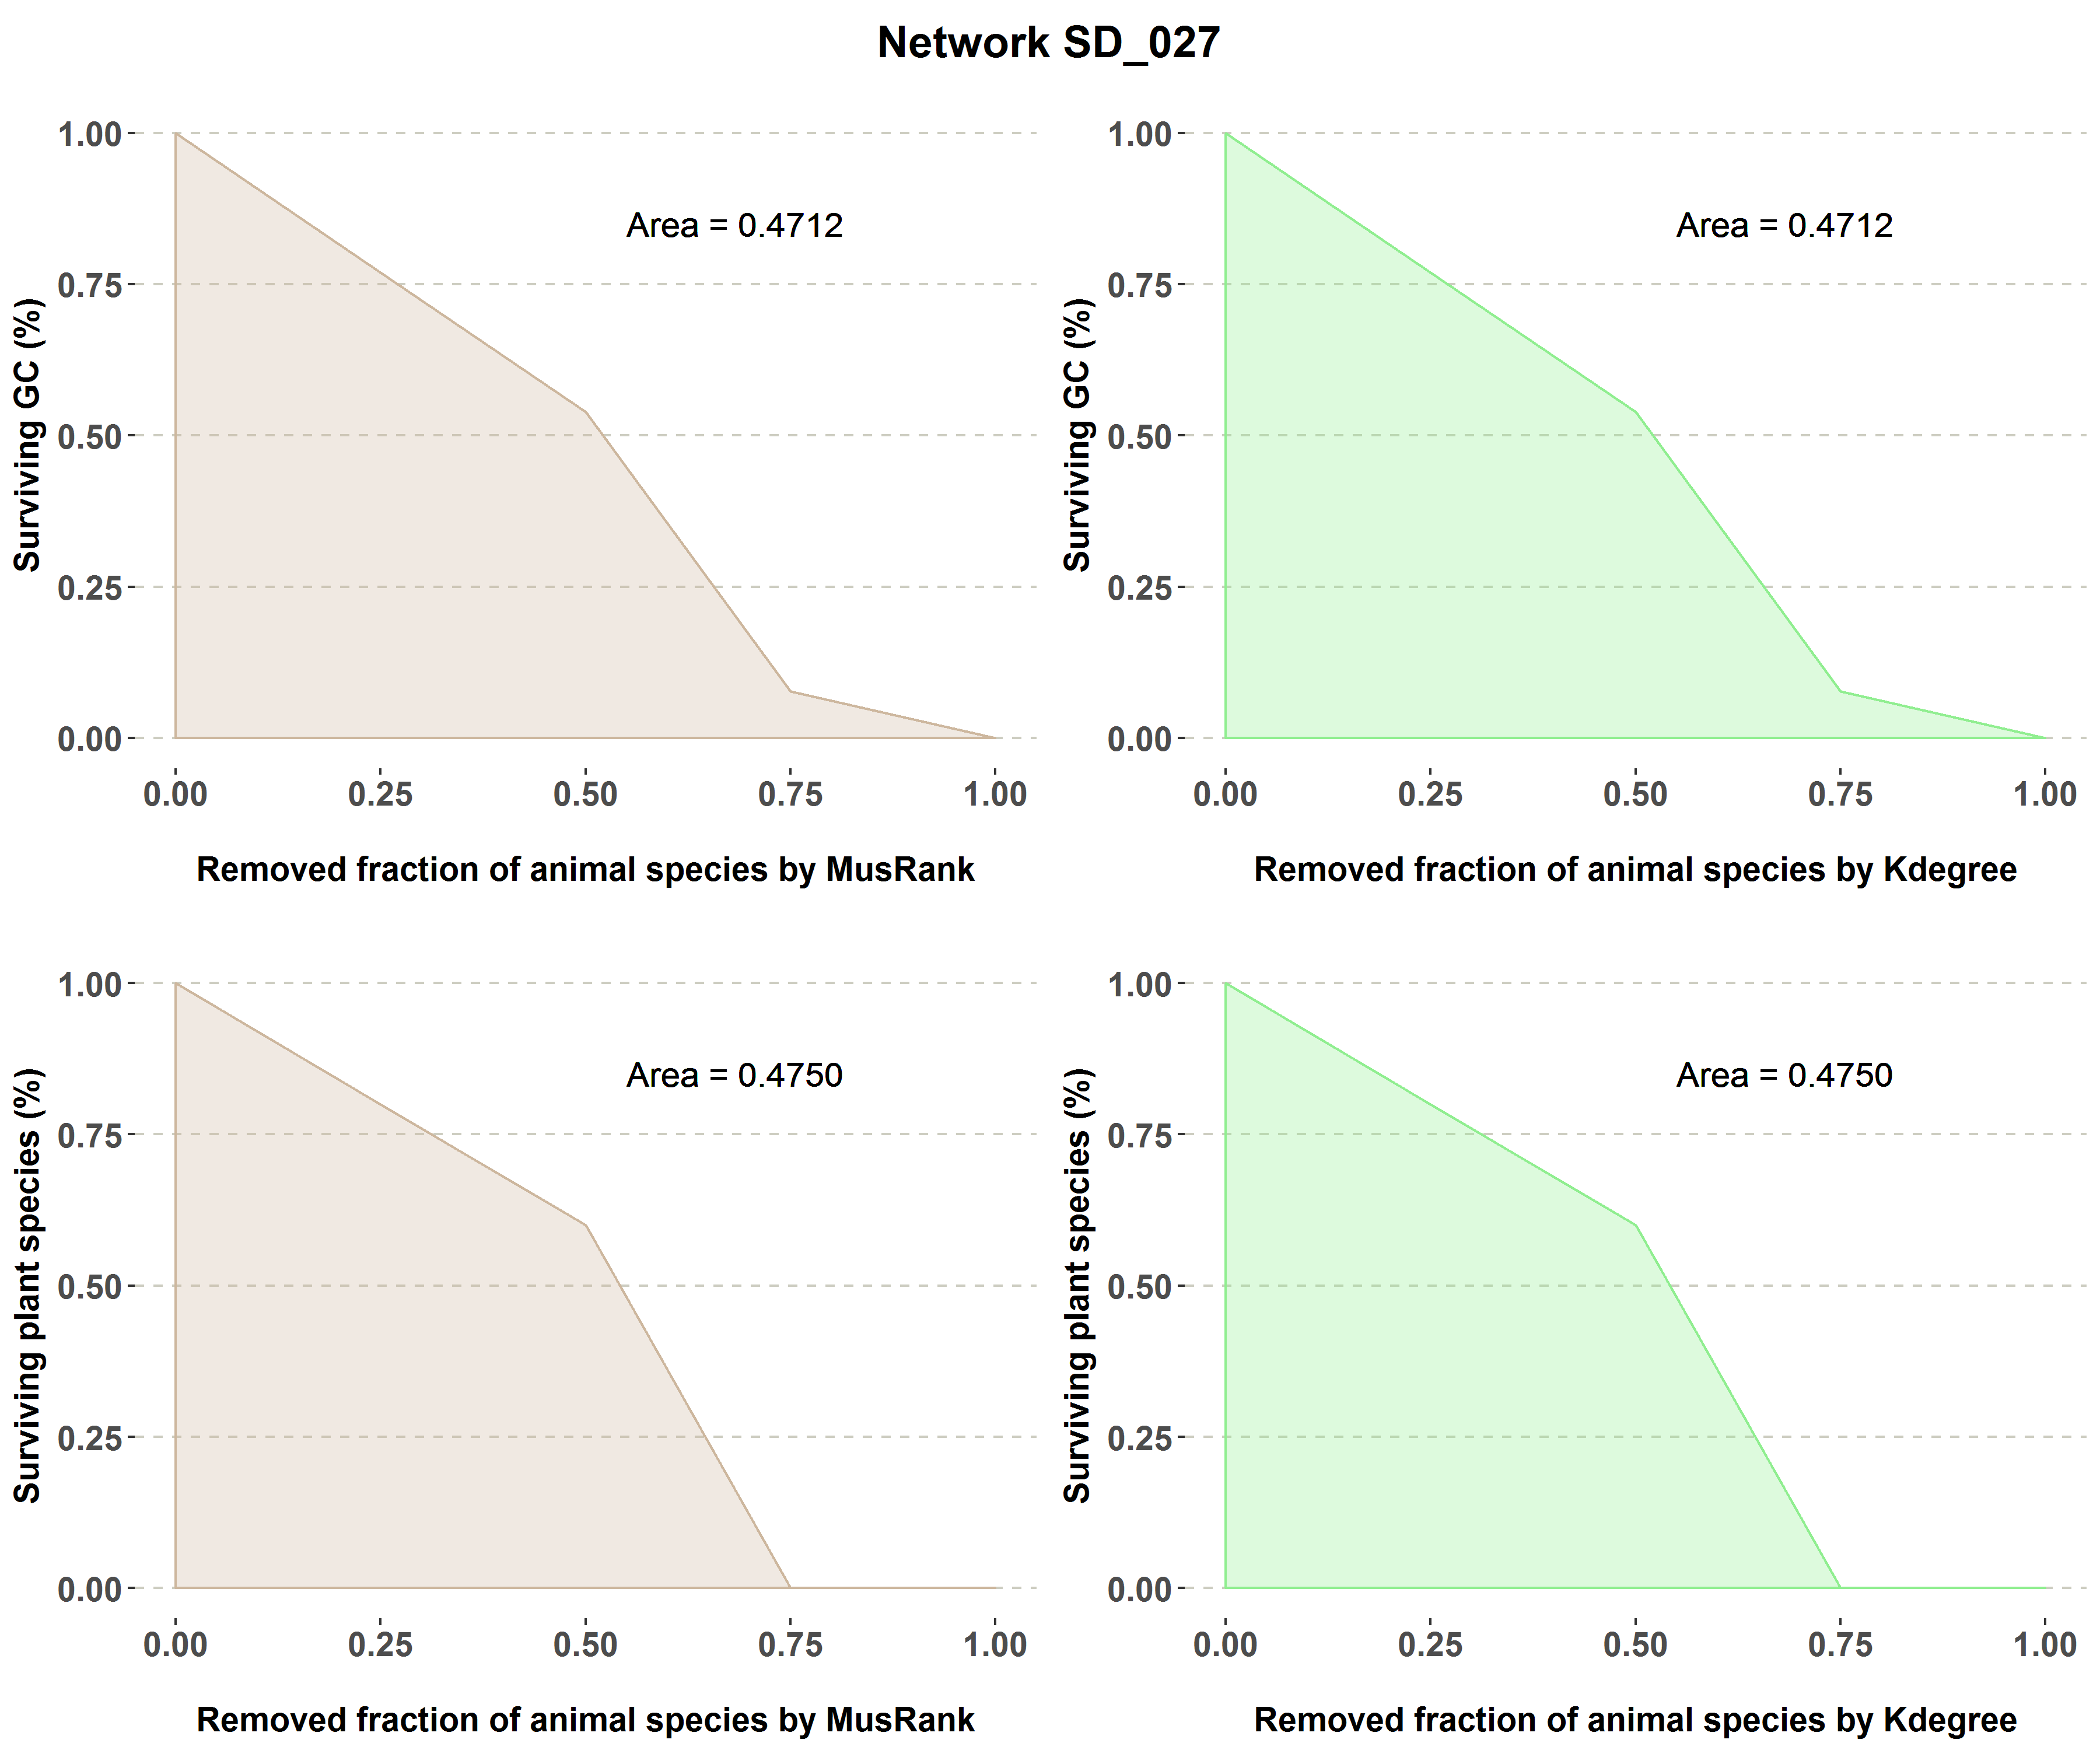 Network SD_027
1.00
0.75
0.50
0.25
0.00
Surviving GC (%)
Area = 0.4712
0.00 0.25 0.50 0.75 1.00
Removed fraction of animal species by MusRank
1.00
0.75
0.50
0.25
0.00
Surviving GC (%)
Area = 0.4712
0.00 0.25 0.50 0.75 1.00
Removed fraction of animal species by Kdegree
1.00
0.75
0.50
0.25
0.00
Surviving plant species (%)
Area = 0.4750
0.00 0.25 0.50 0.75 1.00
Removed fraction of animal species by MusRank
1.00
0.75
0.50
0.25
0.00
Surviving plant species (%)
Area = 0.4750
0.00 0.25 0.50 0.75 1.00
Removed fraction of animal species by Kdegree